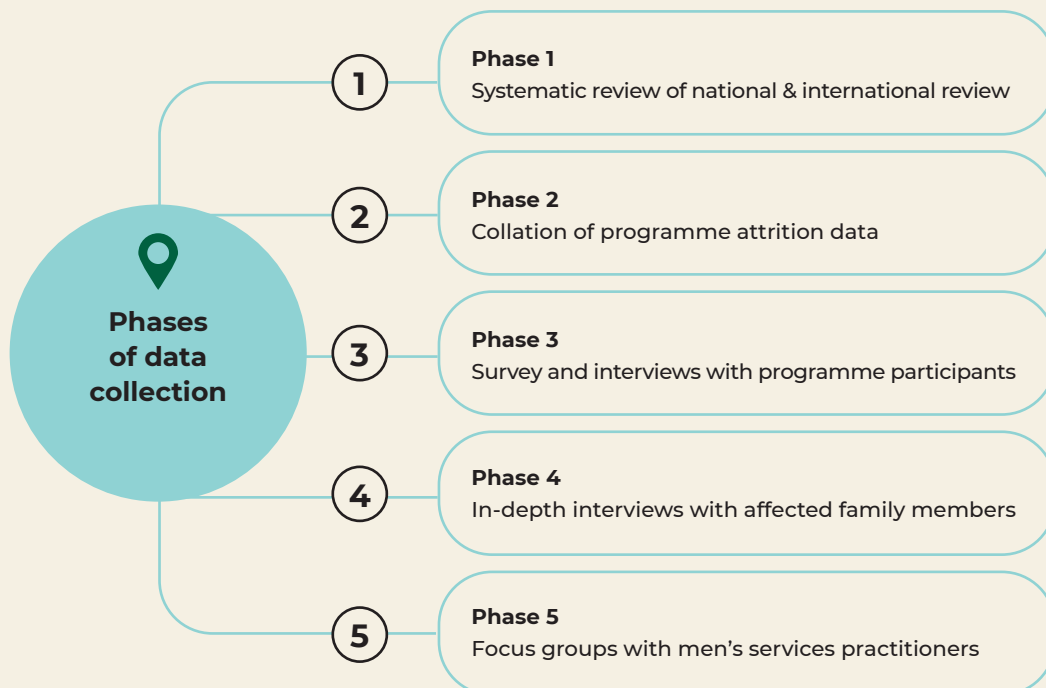 Phases
of data
collection
1
Phase 1
Systematic review of national & international review
2
Phase 2
Collation of programme attrition data
3
Phase 3
Survey and interviews with programme participants
4
Phase 4
In-depth interviews with affected family members
5
Phase 5
Focus groups with men’s services practitioners